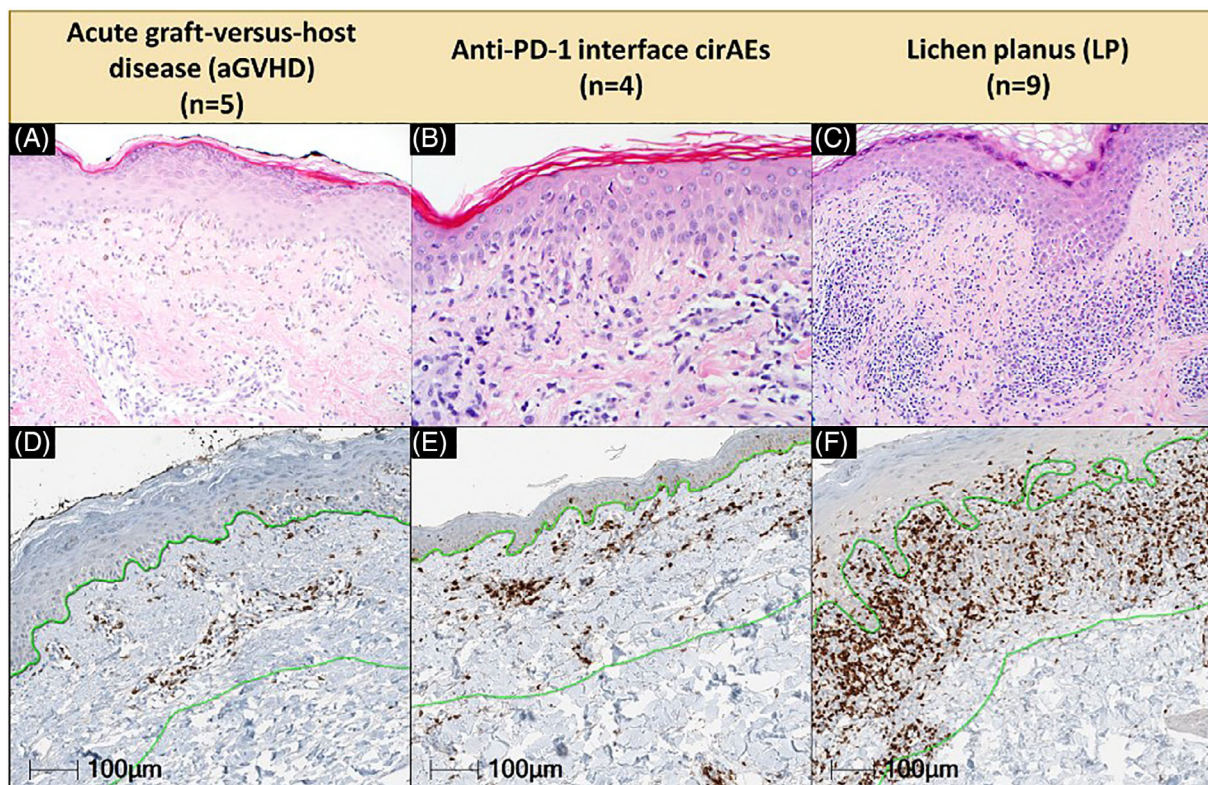 Acute graft-versus-host
disease (aGVHD)
(n=5)
Anti-PD-1 interface cirAEs
(n=4)
Lichen planus (LP)
(n=9)
(A)
(B)
(C)
(D)
(E)
(F)
100μm
100μm
100μm